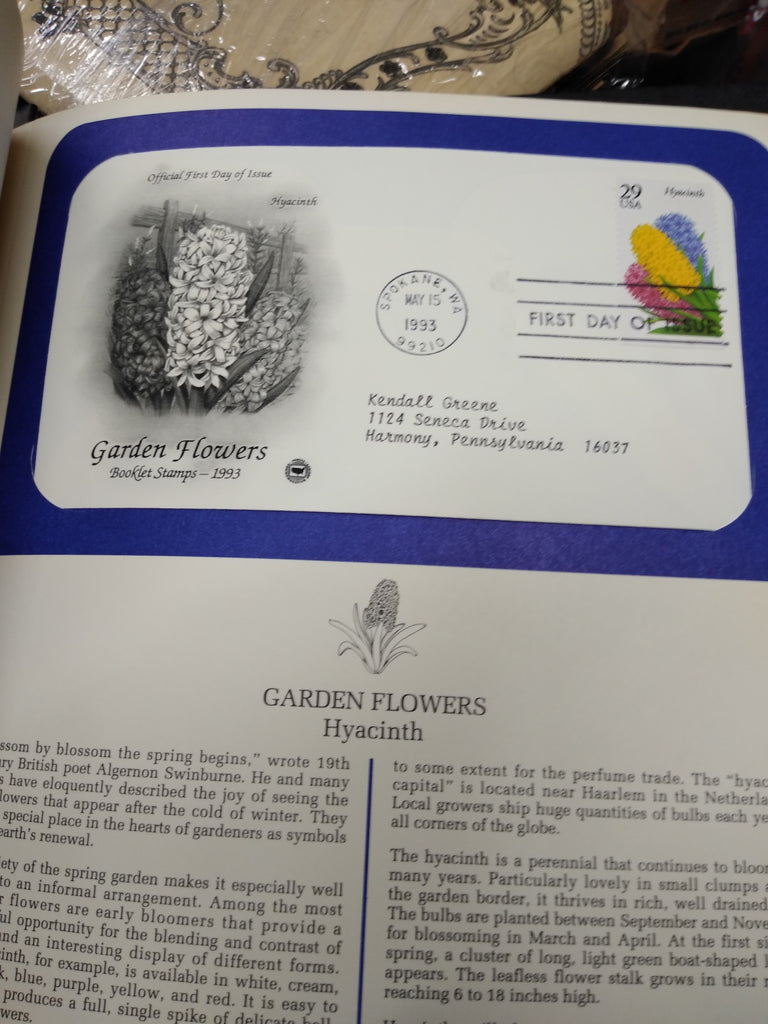 Official First Day of Issue
Hyacinth
29
USA
Hyacinth
SPOKANE, WA
MAY 15
1993
99210
FIRST DAY OF ISSUE
Kendall Greene
1124 Seneca Drive
Harmony, Pennsylvania 16037
Garden Flowers
Booklet Stamps – 1993
GARDEN FLOWERS
Hyacinth
ssom by blossom the spring begins,” wrote 19th
ry British poet Algernon Swinburne. He and many
s have eloquently described the joy of seeing the
lowers that appear after the cold of winter. They
special place in the hearts of gardeners as symbols
earth's renewal.
ety of the spring garden makes it especially well
to an informal arrangement. Among the most
r flowers are early bloomers that provide a
ul opportunity for the blending and contrast of
nd an interesting display of different forms.
inth, for example, is available in white, cream,
k, blue, purple, yellow, and red. It is easy to
produces a full, single spike of delicate bell
wers.
to some extent for the perfume trade. The “hyac
capital” is located near Haarlem in the Netherla
Local growers ship huge quantities of bulbs each ye
all corners of the globe.
The hyacinth is a perennial that continues to bloo
many years. Particularly lovely in small clumps a
the garden border, it thrives in rich, well drained
The bulbs are planted between September and Nove
for blossoming in March and April. At the first si
spring, a cluster of long, light green boat-shaped l
appears. The leafless flower stalk grows in their
reaching 6 to 18 inches high.